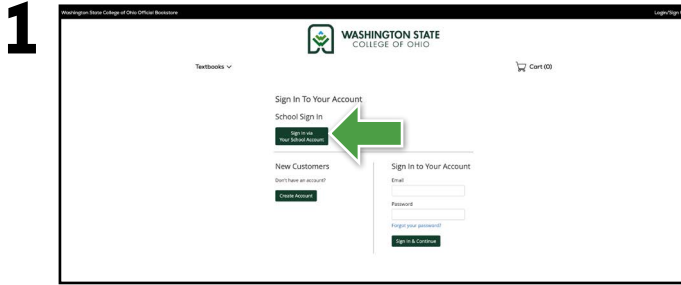 1
Washington State College of Ohio Official Bookstore
Login/Sign
WASHINGTON STATE
COLLEGE OF OHIO
Textbooks
Cart (0)
Sign In To Your Account
School Sign In
Sign In via
Your School Account
New Customers
Don't have an account?
Create Account
Sign In to Your Account
Email
Password
Forgot your password?
Sign in & Continue